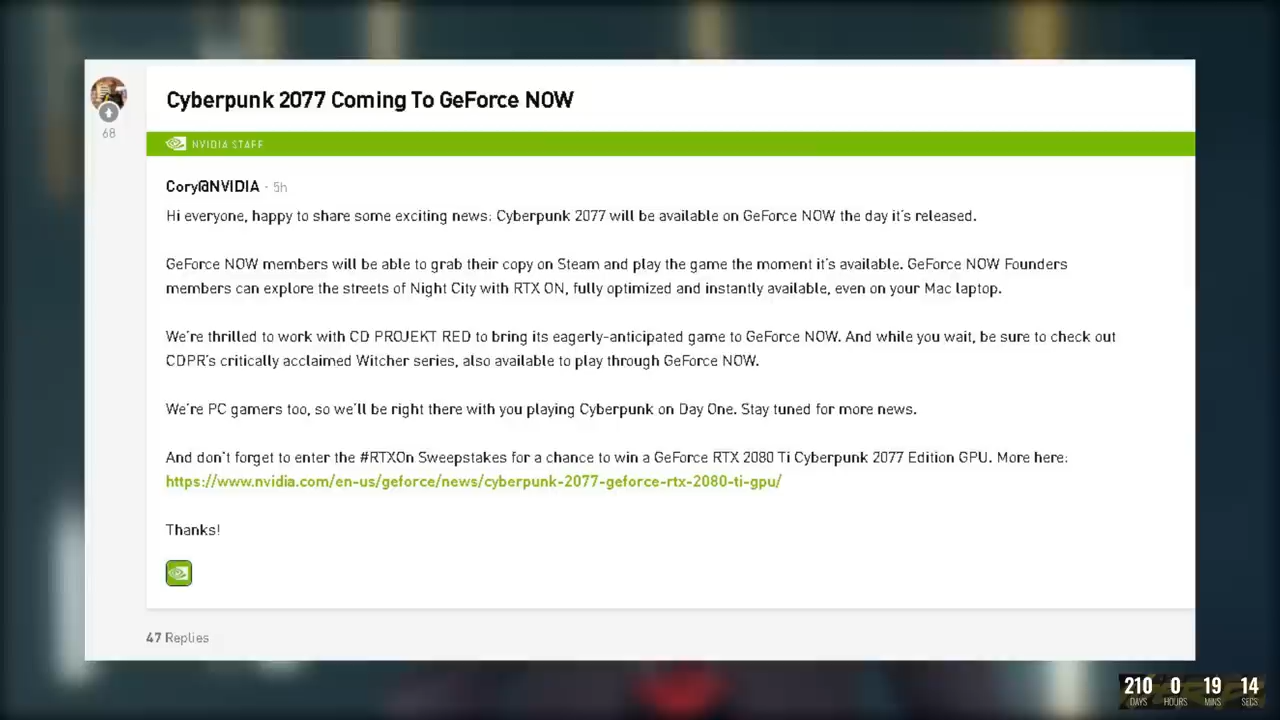 Cyberpunk 2077 Coming To GeForce NOW
68
NVIDIA STAFF
Cory@NVIDIA · 5h
Hi everyone, happy to share some exciting news: Cyberpunk 2077 will be available on GeForce NOW the day it's released.
GeForce NOW members will be able to grab their copy on Steam and play the game the moment it's available. GeForce NOW Founders
members can explore the streets of Night City with RTX ON, fully optimized and instantly available, even on your Mac laptop.
We're thrilled to work with CD PROJEKT RED to bring its eagerly-anticipated game to GeForce NOW. And while you wait, be sure to check out
CDPR's critically acclaimed Witcher series, also available to play through GeForce NOW.
We're PC gamers too, so we'll be right there with you playing Cyberpunk on Day One. Stay tuned for more news.
And don't forget to enter the #RTXOn Sweepstakes for a chance to win a GeForce RTX 2080 Ti Cyberpunk 2077 Edition GPU. More here:
https://www.nvidia.com/en-us/geforce/news/cyberpunk-2077-geforce-rtx-2080-ti-gpu/
Thanks!
47 Replies
210 0 19 14
DAYS HOURS MINS SECS